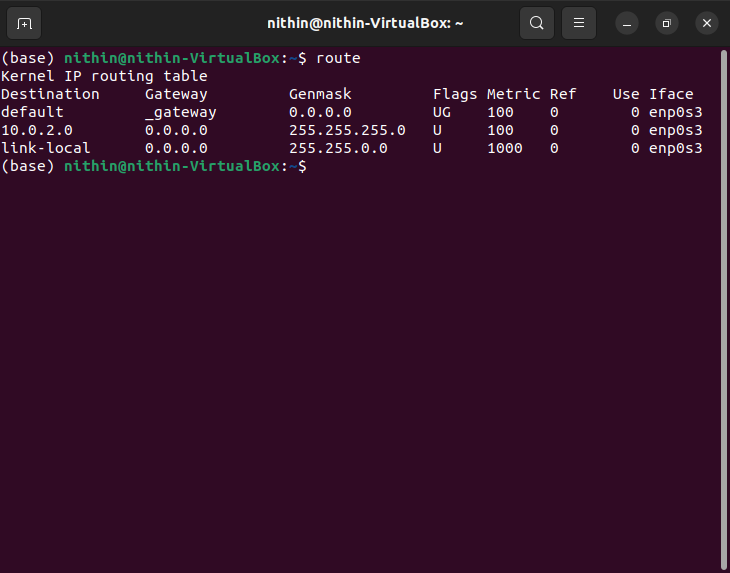 nithin@nithin-VirtualBox: ~
(base) nithin@nithin-VirtualBox:~$ route
Kernel IP routing table
Destination     Gateway         Genmask         Flags Metric Ref    Use Iface
default         _gateway        0.0.0.0         UG    100    0        0 enp0s3
10.0.2.0        0.0.0.0         255.255.255.0   U     100    0        0 enp0s3
link-local      0.0.0.0         255.255.0.0     U     1000   0        0 enp0s3
(base) nithin@nithin-VirtualBox:~$